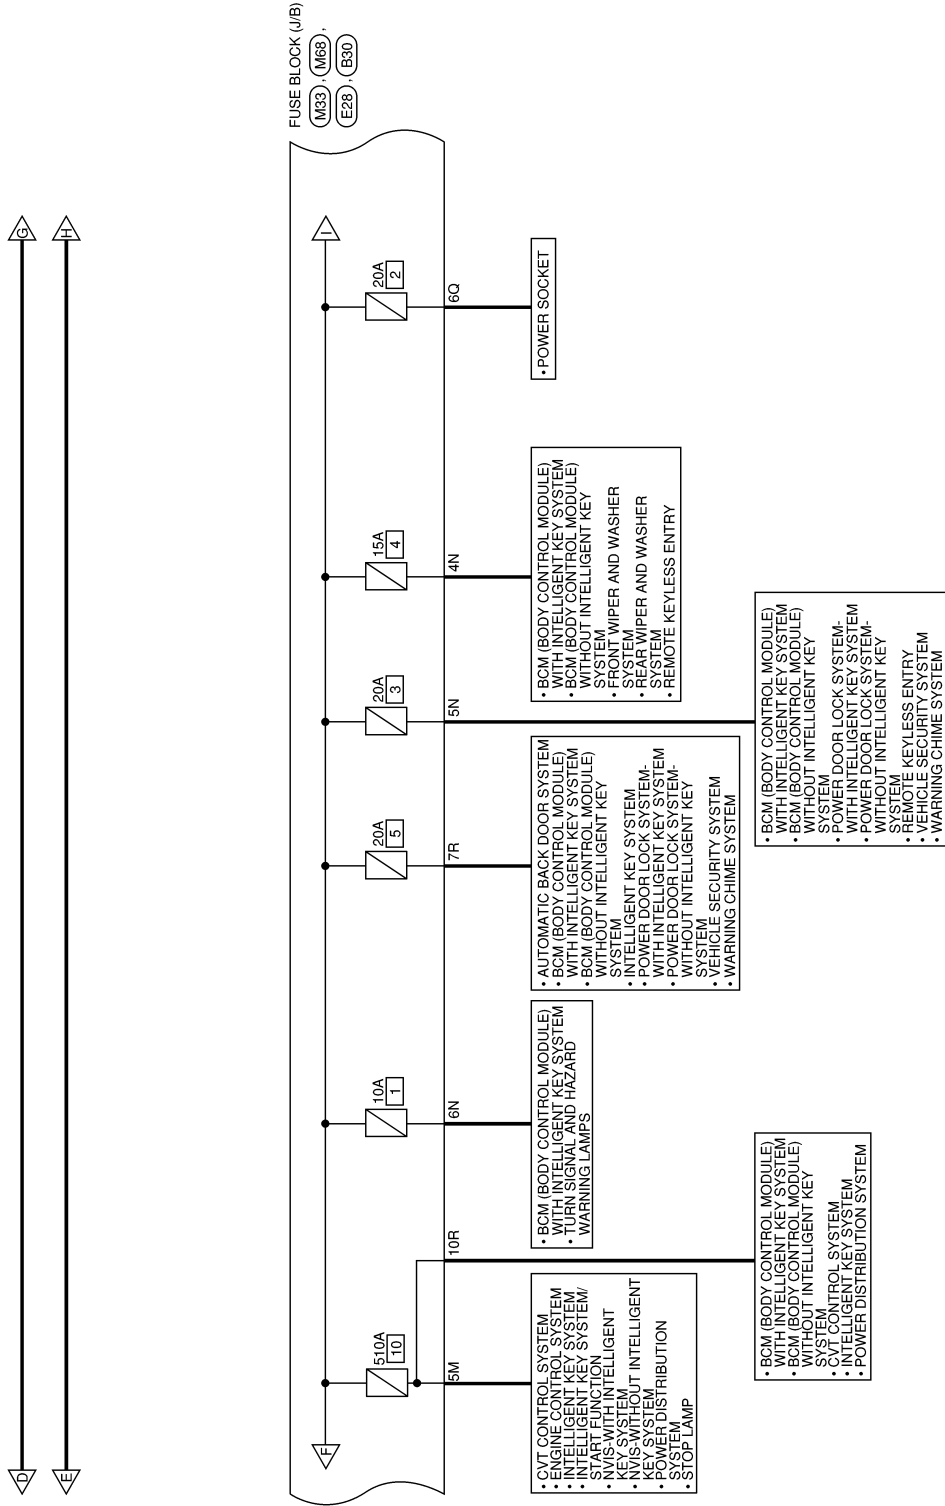 FUSE BLOCK (J/B)
M33 , M68 ,
E28 , B30
D
G
E
H
F
I
510A
10
10A
1
20A
5
20A
3
15A
4
20A
2
5M
10R
6N
7R
5N
4N
6Q
• CVT CONTROL SYSTEM
• ENGINE CONTROL SYSTEM
• INTELLIGENT KEY SYSTEM
• INTELLIGENT KEY SYSTEM/
START FUNCTION
• NVIS-WITH INTELLIGENT
KEY SYSTEM
• NVIS-WITHOUT INTELLIGENT
KEY SYSTEM
• POWER DISTRIBUTION
SYSTEM
• STOP LAMP
• BCM (BODY CONTROL MODULE)
WITH INTELLIGENT KEY SYSTEM
• BCM (BODY CONTROL MODULE)
WITHOUT INTELLIGENT KEY
SYSTEM
• CVT CONTROL SYSTEM
• INTELLIGENT KEY SYSTEM
• POWER DISTRIBUTION SYSTEM
• BCM (BODY CONTROL MODULE)
WITH INTELLIGENT KEY SYSTEM
• TURN SIGNAL AND HAZARD
WARNING LAMPS
• AUTOMATIC BACK DOOR SYSTEM
• BCM (BODY CONTROL MODULE)
WITH INTELLIGENT KEY SYSTEM
• BCM (BODY CONTROL MODULE)
WITHOUT INTELLIGENT KEY
SYSTEM
• INTELLIGENT KEY SYSTEM
• POWER DOOR LOCK SYSTEM-
WITH INTELLIGENT KEY SYSTEM
• POWER DOOR LOCK SYSTEM-
WITHOUT INTELLIGENT KEY
SYSTEM
• VEHICLE SECURITY SYSTEM
• WARNING CHIME SYSTEM
• BCM (BODY CONTROL MODULE)
WITH INTELLIGENT KEY SYSTEM
• BCM (BODY CONTROL MODULE)
WITHOUT INTELLIGENT KEY
SYSTEM
• POWER DOOR LOCK SYSTEM-
WITH INTELLIGENT KEY SYSTEM
• POWER DOOR LOCK SYSTEM-
WITHOUT INTELLIGENT KEY
SYSTEM
• REMOTE KEYLESS ENTRY
• VEHICLE SECURITY SYSTEM
• WARNING CHIME SYSTEM
• BCM (BODY CONTROL MODULE)
WITH INTELLIGENT KEY SYSTEM
• BCM (BODY CONTROL MODULE)
WITHOUT INTELLIGENT KEY
SYSTEM
• FRONT WIPER AND WASHER
SYSTEM
• REAR WIPER AND WASHER
SYSTEM
• REMOTE KEYLESS ENTRY
• POWER SOCKET